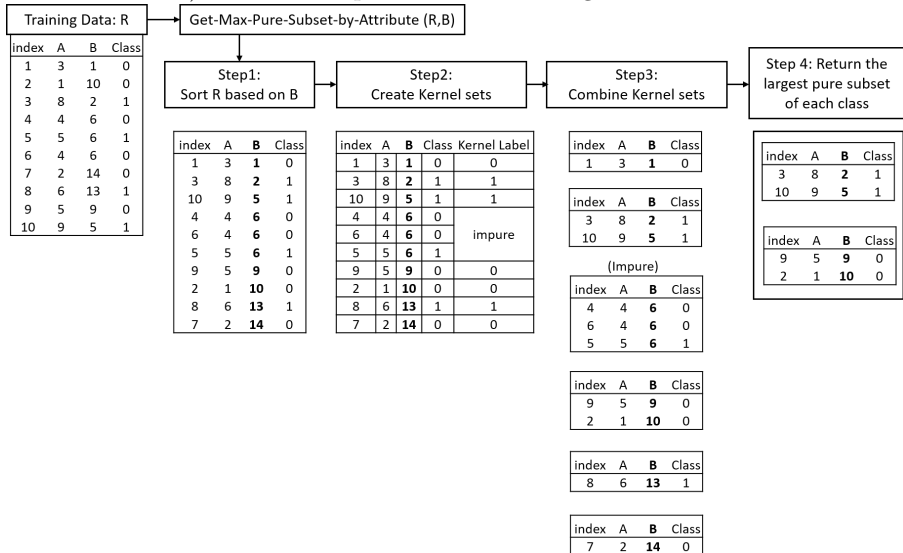 Training Data: R
Get-Max-Pure-Subset-by-Attribute (R,B)
index A B Class
1 3 1 0
2 1 10 0
3 8 2 1
4 4 6 0
5 5 6 1
6 4 6 0
7 2 14 0
8 6 13 1
9 5 9 0
10 9 5 1
Step1:
Sort R based on B
index A B Class
1 3 1 0
3 8 2 1
10 9 5 1
4 4 6 0
6 4 6 0
5 5 6 1
9 5 9 0
2 1 10 0
8 6 13 1
7 2 14 0
Step2:
Create Kernel sets
index A B Class Kernel Label
1 3 1 0 0
3 8 2 1 1
10 9 5 1 1
4 4 6 0
6 4 6 0 impure
5 5 6 1
9 5 9 0 0
2 1 10 0 0
8 6 13 1 1
7 2 14 0 0
Step3:
Combine Kernel sets
index A B Class
1 3 1 0
index A B Class
3 8 2 1
10 9 5 1
(Impure)
index A B Class
4 4 6 0
6 4 6 0
5 5 6 1
index A B Class
9 5 9 0
2 1 10 0
index A B Class
8 6 13 1
index A B Class
7 2 14 0
Step 4: Return the
largest pure subset
of each class
index A B Class
3 8 2 1
10 9 5 1
index A B Class
9 5 9 0
2 1 10 0